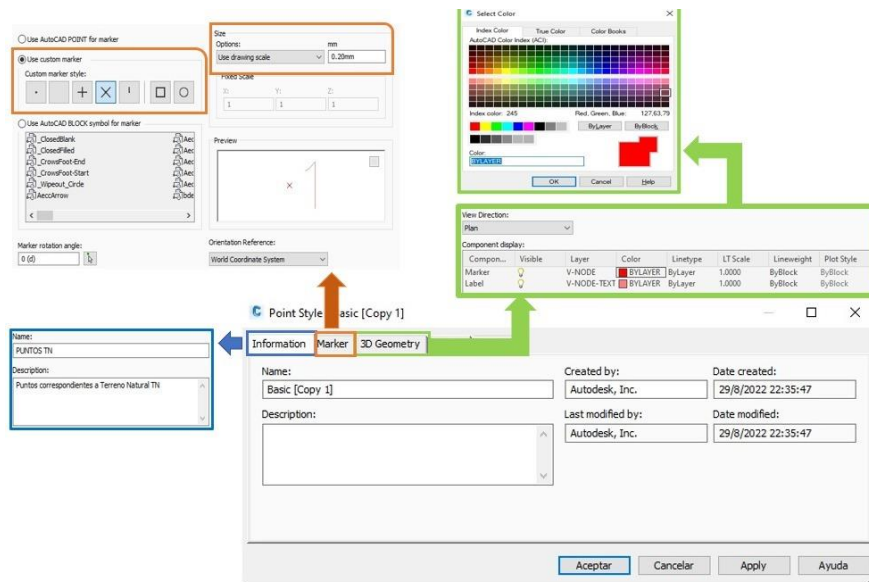 Use AutoCAD POINT for marker
Use custom marker
Custom marker style:
Use AutoCAD BLOCK symbol for marker
_ClosedBlank
_ClosedFilled
_CrowsFoot-End
_CrowsFoot-Start
_Wipeout_Circle
AeccArrow
Aec
Aec
Aec
Aec
Aec
bde
Marker rotation angle:
0 (d)
Size
Options:
mm
Use drawing scale
0.20mm
Fixed Scale
X:
Y:
Z:
1
1
1
Preview
Orientation Reference:
World Coordinate System
Select Color
Index Color
True Color
Color Books
AutoCAD Color Index (ACI):
Index color: 245
Red, Green, Blue: 127,63,79
ByLayer
ByBlock
Color:
BYLAYER
OK
Cancel
Help
View Direction:
Plan
Component display:
Compon... Visible Layer Color Linetype LT Scale Lineweight Plot Style
Marker V-NODE BYLAYER ByLayer 1.0000 ByBlock ByBlock
Label V-NODE-TEXT BYLAYER ByLayer 1.0000 ByBlock ByBlock
Name:
PUNTOS TN
Description:
Puntos correspondientes a Terreno Natural TN
Point Style asic [Copy 1]
Information
Marker
3D Geometry
Name:
Basic [Copy 1]
Description:
Created by:
Autodesk, Inc.
Date created:
29/8/2022 22:35:47
Last modified by:
Autodesk, Inc.
Date modified:
29/8/2022 22:35:47
Aceptar
Cancelar
Apply
Ayuda